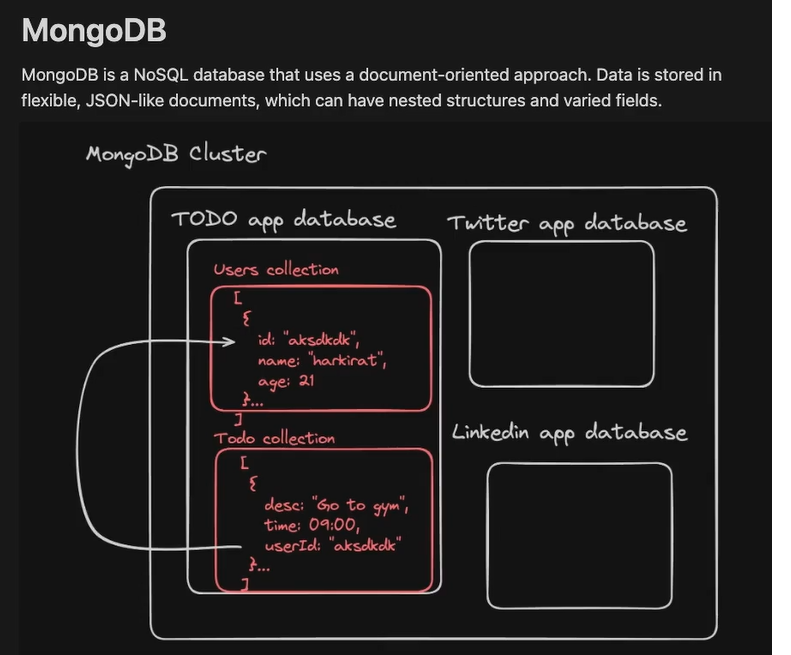 MongoDB
MongoDB is a NoSQL database that uses a document-oriented approach. Data is stored in
flexible, JSON-like documents, which can have nested structures and varied fields.
MongoDB Cluster
TODO app database
Users collection
[
{
id: "aksdkdk",
name: "harkirat",
age: 21
}...
]
Todo collection
[
{
desc: "Go to gym",
time: 09:00,
userId: "aksdkdk"
}...
]
Twitter app database
Linkedin app database